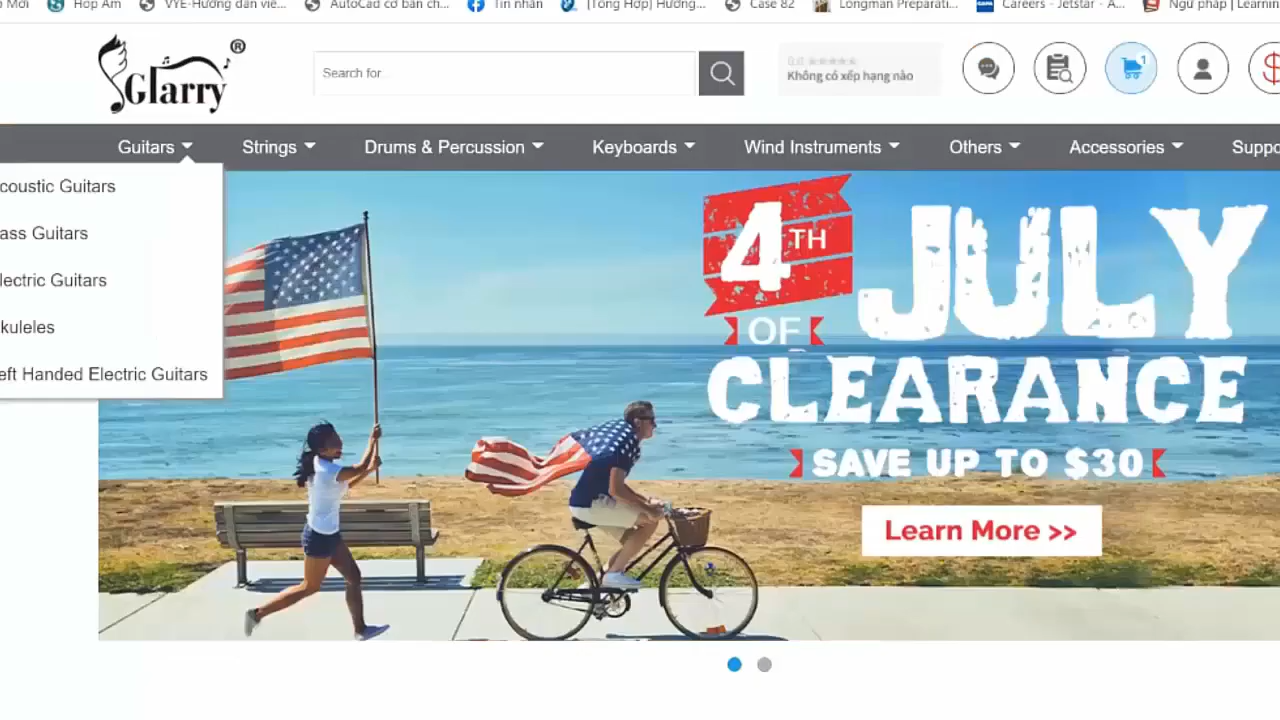 Hợp Âm
VYE-Hướng dẫn viê...
AutoCad cơ bản ch...
Tin nhắn
[Tổng Hợp] Hướng...
Case 82
Longman Preparati...
Careers - Jetstar - A...
Ngữ pháp | Learnin
Glarry ®
Search for
0.0 ★★★★★
Không có xếp hạng nào
1
Guitars
Strings
Drums & Percussion
Keyboards
Wind Instruments
Others
Accessories
Suppo
coustic Guitars
ass Guitars
lectric Guitars
kuleles
eft Handed Electric Guitars
4TH
OF
JULY
CLEARANCE
SAVE UP TO $30
Learn More >>